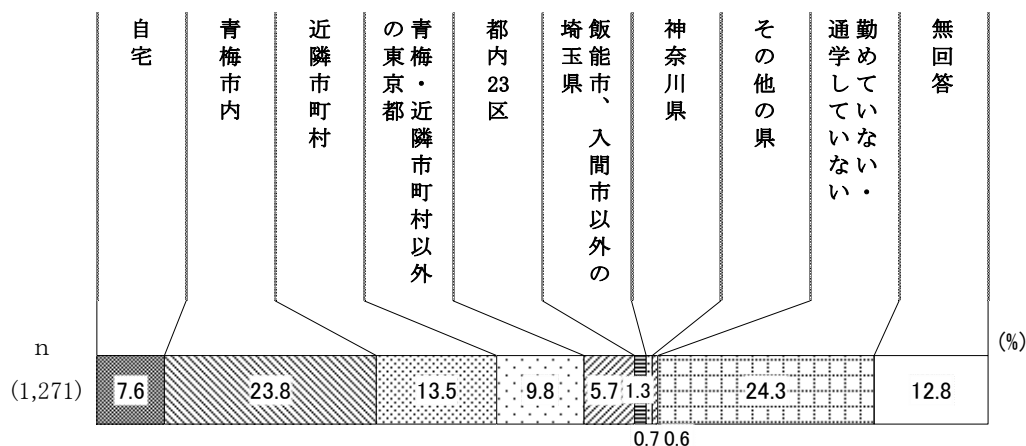 自宅
青梅市内
近隣市町村
青梅・近隣市町村以外
の東京都
都内23区
飯能市、入間市以外の
埼玉県
神奈川県
その他の県
勤めていない・
通学していない
無回答
(%)
n
(1,271)
7.6
23.8
13.5
9.8
5.7
1.3
24.3
12.8
0.7
0.6